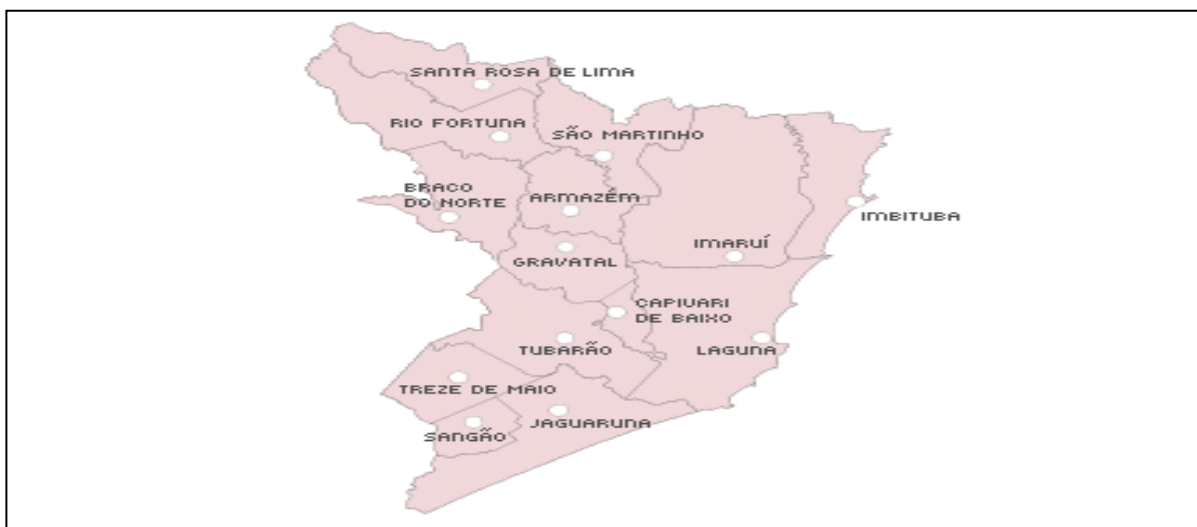 SANTA ROSA DE LIMA
RIO FORTUNA
SÃO MARTINHO
BRACO
DO NORTE
ARMAZÉM
IMBITUBA
IMARUÍ
GRAVATAL
CAPIVARI
DE BAIXO
TUBARÃO
LAGUNA
TREZE DE MAIO
JAGUARUNA
SANGÃO